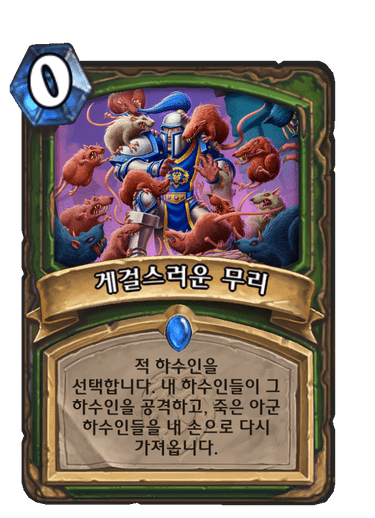 0
게걸스러운 무리
적 하수인을
선택합니다. 내 하수인들이 그
하수인을 공격하고, 죽은 아군
하수인들을 내 손으로 다시
가져옵니다.